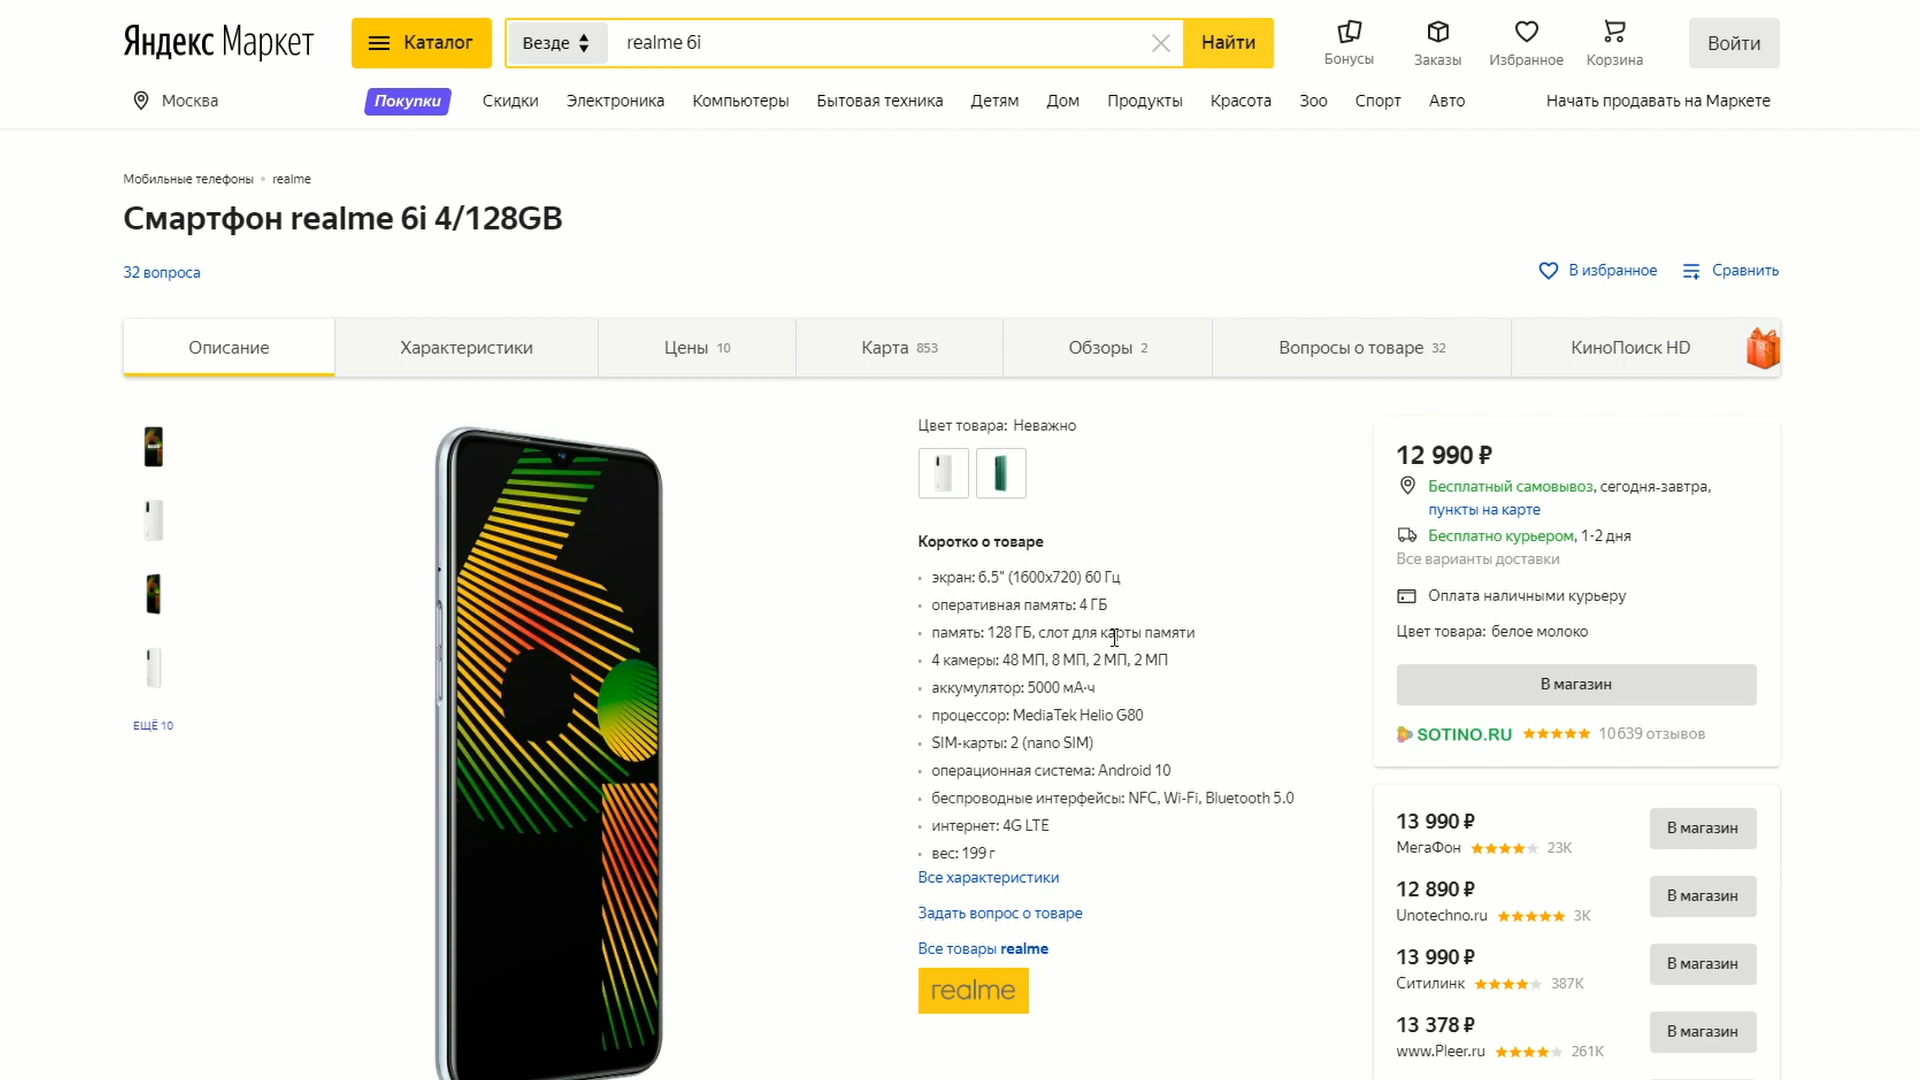 Яндекс Маркет
Каталог
Везде
realme 6i
Найти
Бонусы
Заказы
Избранное
Корзина
Войти
Москва
Покупки
Скидки
Электроника
Компьютеры
Бытовая техника
Детям
Дом
Продукты
Красота
Зоо
Спорт
Авто
Начать продавать на Маркете
Мобильные телефоны • realme
Смартфон realme 6i 4/128GB
32 вопроса
В избранное
Сравнить
Описание
Характеристики
Цены 10
Карта 853
Обзоры 2
Вопросы о товаре 32
КиноПоиск HD
ЕЩЁ 10
Цвет товара: Неважно
Коротко о товаре
экран: 6.5" (1600x720) 60 Гц
оперативная память: 4 ГБ
память: 128 ГБ, слот для карты памяти
4 камеры: 48 МП, 8 МП, 2 МП, 2 МП
аккумулятор: 5000 мА·ч
процессор: MediaTek Helio G80
SIM-карты: 2 (nano SIM)
операционная система: Android 10
беспроводные интерфейсы: NFC, Wi-Fi, Bluetooth 5.0
интернет: 4G LTE
вес: 199 г
Все характеристики
Задать вопрос о товаре
Все товары realme
realme
12 990 ₽
Бесплатный самовывоз, сегодня-завтра,
пункты на карте
Бесплатно курьером, 1-2 дня
Все варианты доставки
Оплата наличными курьеру
Цвет товара: белое молоко
В магазин
SOTINO.RU
10 639 отзывов
13 990 ₽
МегаФон
23K
В магазин
12 890 ₽
Unotechno.ru
3K
В магазин
13 990 ₽
Ситилинк
387K
В магазин
13 378 ₽
www.Pleer.ru
261K
В магазин